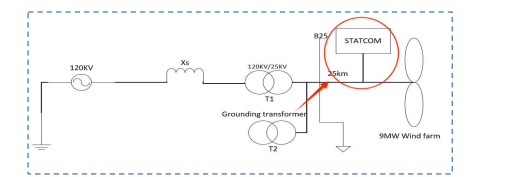 B25
STATCOM
120KV
Xs
120KV/25KV
25km
T1
Grounding transformer
T2
9MW Wind farm